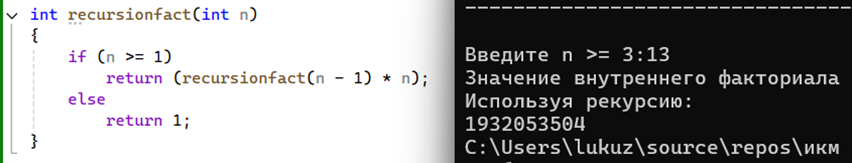 int recursionfact(int n)
{
if (n >= 1)
return (recursionfact(n - 1) * n);
else
return 1;
}
Введите n >= 3:13
Значение внутреннего факториала
Используя рекурсию:
1932053504
C:\Users\lukuz\source\repos\икм